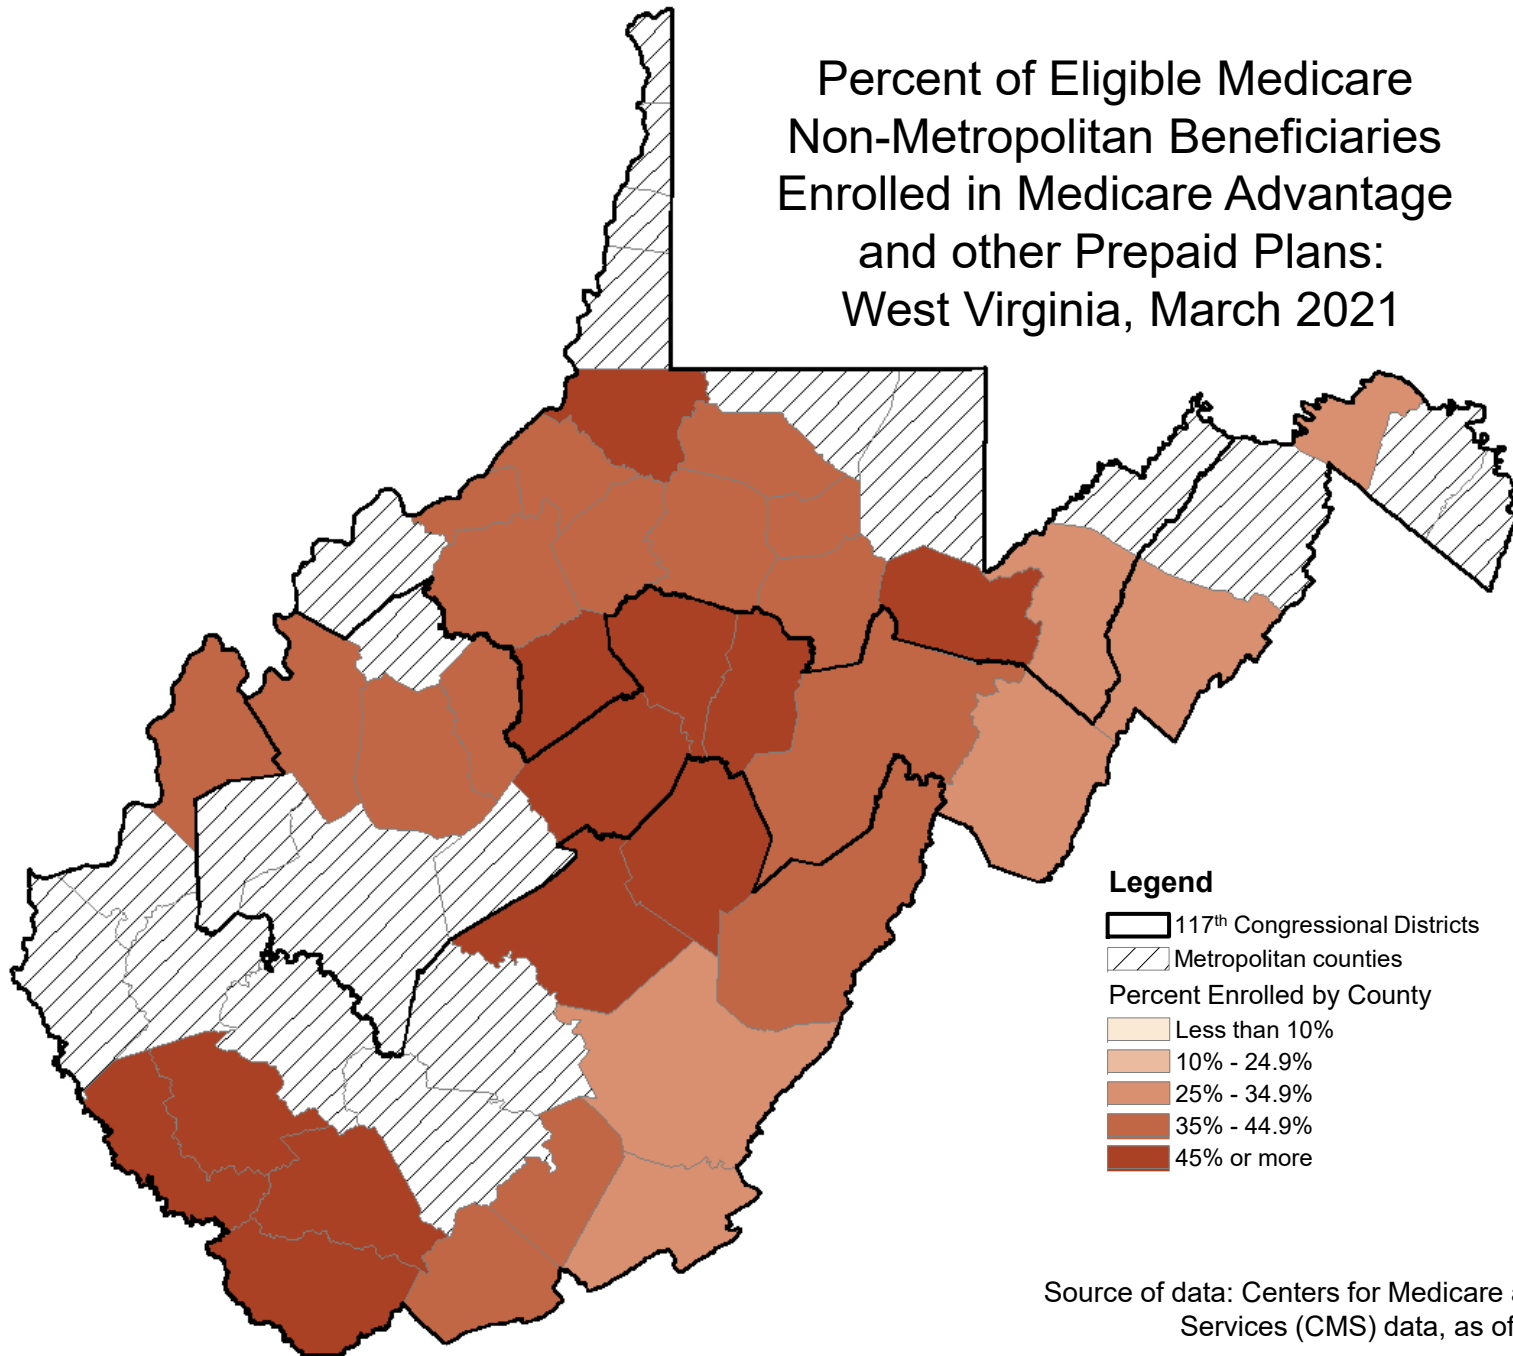 Percent of Eligible Medicare
Non-Metropolitan Beneficiaries
Enrolled in Medicare Advantage
and other Prepaid Plans:
West Virginia, March 2021
Legend
117th Congressional Districts
Metropolitan counties
Percent Enrolled by County
Less than 10%
10% - 24.9%
25% - 34.9%
35% - 44.9%
45% or more
Source of data: Centers for Medicare a
Services (CMS) data, as of